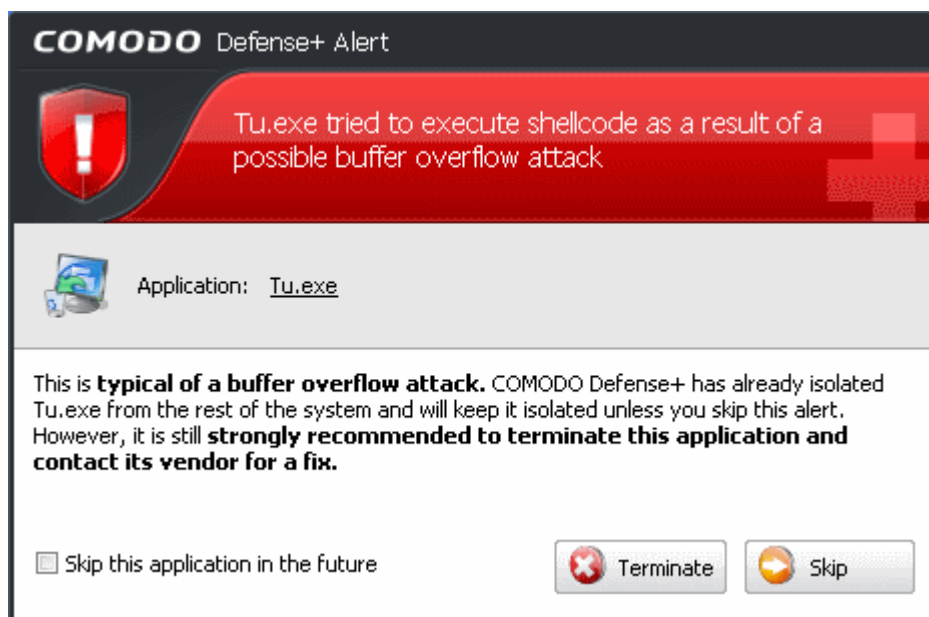 COMODO Defense+ Alert
Tu.exe tried to execute shellcode as a result of a
possible buffer overflow attack
Application: Tu.exe
This is typical of a buffer overflow attack. COMODO Defense+ has already isolated
Tu.exe from the rest of the system and will keep it isolated unless you skip this alert.
However, it is still strongly recommended to terminate this application and
contact its vendor for a fix.
Skip this application in the future
Terminate
Skip